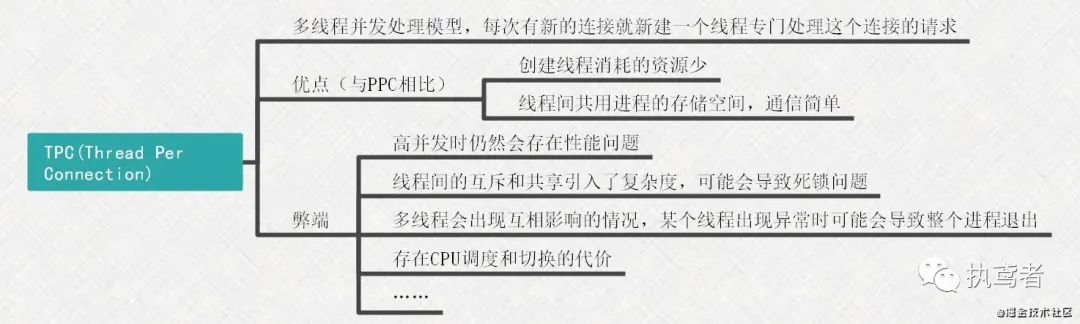 TPC(Thread Per
Connection)
多线程并发处理模型，每次有新的连接就新建一个线程专门处理这个连接的请求
优点（与PPC相比）
创建线程消耗的资源少
线程间共用进程的存储空间，通信简单
弊端
高并发时仍然会存在性能问题
线程间的互斥和共享引入了复杂度，可能会导致死锁问题
多线程会出现互相影响的情况，某个线程出现异常时可能会导致整个进程退出
存在CPU调度和切换的代价
……
执鸢者
@掘金技术社区